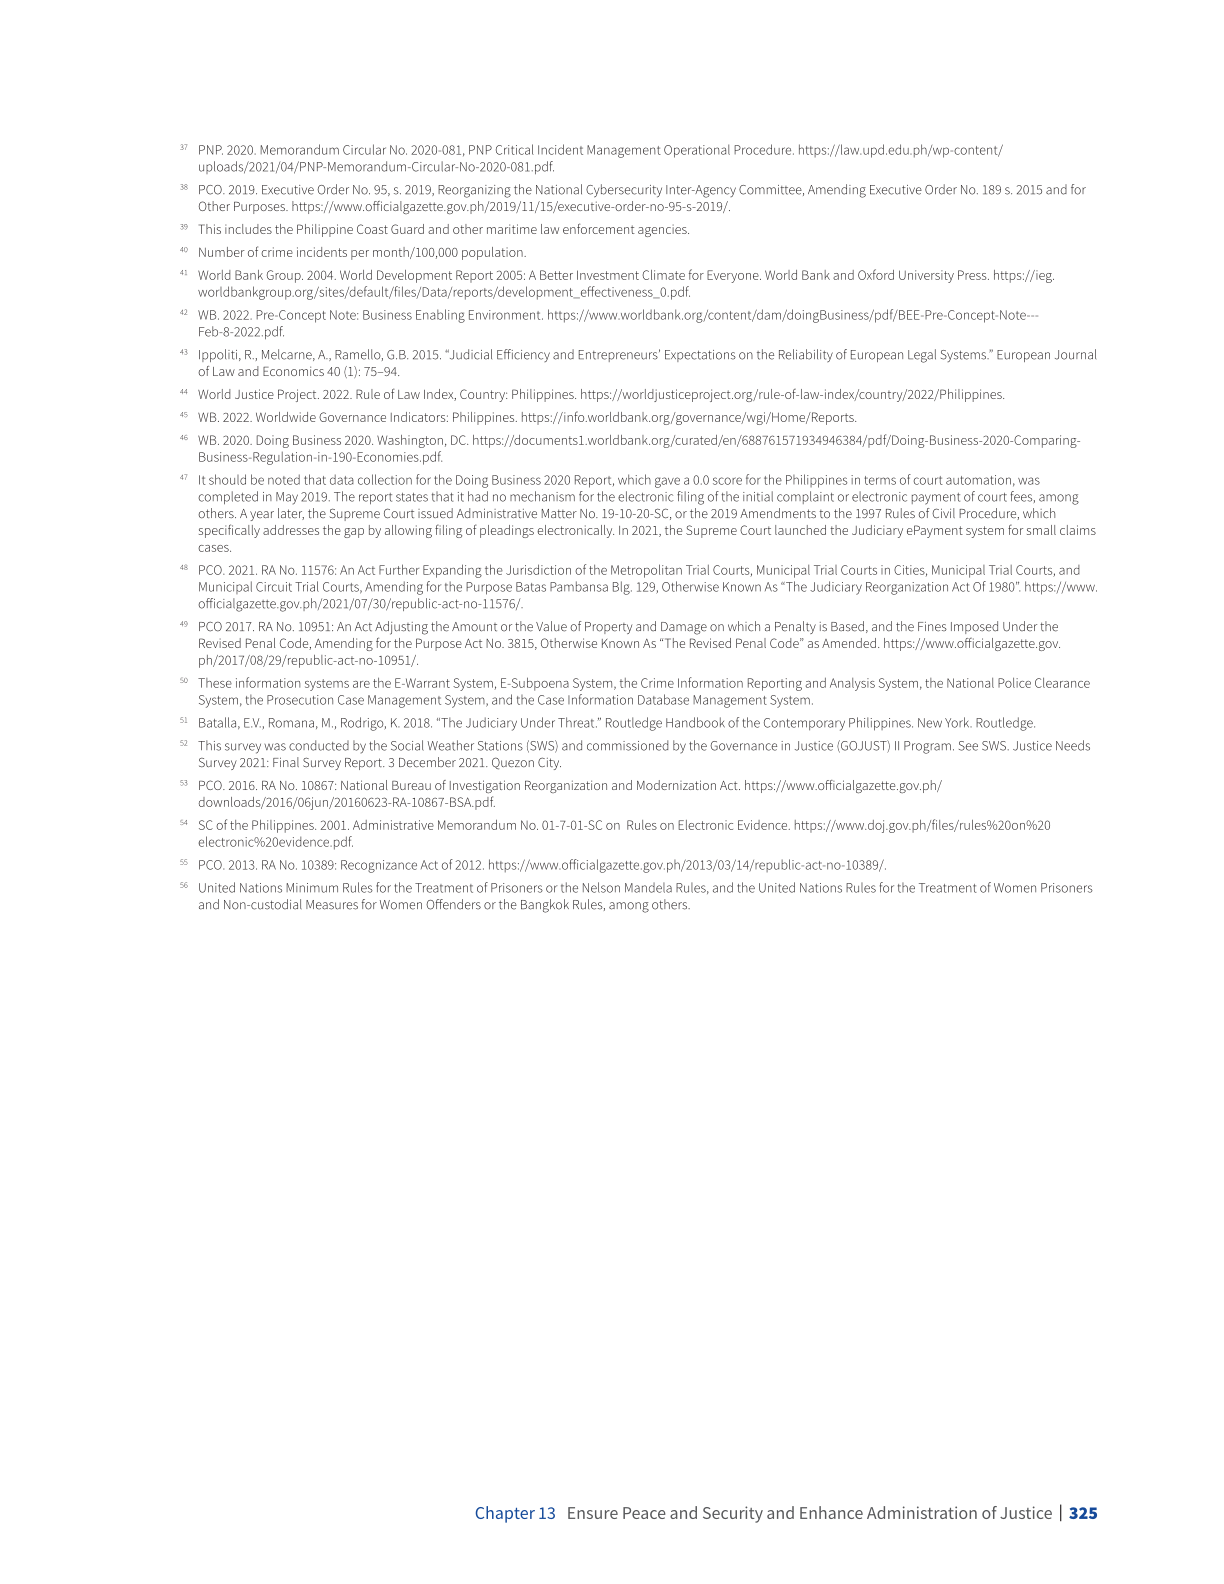 37 PNP. 2020. Memorandum Circular No. 2020-081, PNP Critical Incident Management Operational Procedure. https://law.upd.edu.ph/wp-content/
uploads/2021/04/PNP-Memorandum-Circular-No-2020-081.pdf.
38 PCO. 2019. Executive Order No. 95, s. 2019, Reorganizing the National Cybersecurity Inter-Agency Committee, Amending Executive Order No. 189 s. 2015 and for
Other Purposes. https://www.officialgazette.gov.ph/2019/11/15/executive-order-no-95-s-2019/.
39 This includes the Philippine Coast Guard and other maritime law enforcement agencies.
40 Number of crime incidents per month/100,000 population.
41 World Bank Group. 2004. World Development Report 2005: A Better Investment Climate for Everyone. World Bank and Oxford University Press. https://ieg.
worldbankgroup.org/sites/default/files/Data/reports/development_effectiveness_0.pdf.
42 WB. 2022. Pre-Concept Note: Business Enabling Environment. https://www.worldbank.org/content/dam/doingBusiness/pdf/BEE-Pre-Concept-Note---
Feb-8-2022.pdf.
43 Ippoliti, R., Melcarne, A., Ramello, G.B. 2015. “Judicial Efficiency and Entrepreneurs’ Expectations on the Reliability of European Legal Systems.” European Journal
of Law and Economics 40 (1): 75–94.
44 World Justice Project. 2022. Rule of Law Index, Country: Philippines. https://worldjusticeproject.org/rule-of-law-index/country/2022/Philippines.
45 WB. 2022. Worldwide Governance Indicators: Philippines. https://info.worldbank.org/governance/wgi/Home/Reports.
46 WB. 2020. Doing Business 2020. Washington, DC. https://documents1.worldbank.org/curated/en/688761571934946384/pdf/Doing-Business-2020-Comparing-
Business-Regulation-in-190-Economies.pdf.
47 It should be noted that data collection for the Doing Business 2020 Report, which gave a 0.0 score for the Philippines in terms of court automation, was
completed in May 2019. The report states that it had no mechanism for the electronic filing of the initial complaint or electronic payment of court fees, among
others. A year later, the Supreme Court issued Administrative Matter No. 19-10-20-SC, or the 2019 Amendments to the 1997 Rules of Civil Procedure, which
specifically addresses the gap by allowing filing of pleadings electronically. In 2021, the Supreme Court launched the Judiciary ePayment system for small claims
cases.
48 PCO. 2021. RA No. 11576: An Act Further Expanding the Jurisdiction of the Metropolitan Trial Courts, Municipal Trial Courts in Cities, Municipal Trial Courts, and
Municipal Circuit Trial Courts, Amending for the Purpose Batas Pambansa Blg. 129, Otherwise Known As “The Judiciary Reorganization Act Of 1980”. https://www.
officialgazette.gov.ph/2021/07/30/republic-act-no-11576/.
49 PCO 2017. RA No. 10951: An Act Adjusting the Amount or the Value of Property and Damage on which a Penalty is Based, and the Fines Imposed Under the
Revised Penal Code, Amending for the Purpose Act No. 3815, Otherwise Known As “The Revised Penal Code” as Amended. https://www.officialgazette.gov.
ph/2017/08/29/republic-act-no-10951/.
50 These information systems are the E-Warrant System, E-Subpoena System, the Crime Information Reporting and Analysis System, the National Police Clearance
System, the Prosecution Case Management System, and the Case Information Database Management System.
51 Batalla, E.V., Romana, M., Rodrigo, K. 2018. “The Judiciary Under Threat.” Routledge Handbook of the Contemporary Philippines. New York. Routledge.
52 This survey was conducted by the Social Weather Stations (SWS) and commissioned by the Governance in Justice (GOJUST) II Program. See SWS. Justice Needs
Survey 2021: Final Survey Report. 3 December 2021. Quezon City.
53 PCO. 2016. RA No. 10867: National Bureau of Investigation Reorganization and Modernization Act. https://www.officialgazette.gov.ph/
downloads/2016/06jun/20160623-RA-10867-BSA.pdf.
54 SC of the Philippines. 2001. Administrative Memorandum No. 01-7-01-SC on Rules on Electronic Evidence. https://www.doj.gov.ph/files/rules%20on%20
electronic%20evidence.pdf.
55 PCO. 2013. RA No. 10389: Recognizance Act of 2012. https://www.officialgazette.gov.ph/2013/03/14/republic-act-no-10389/.
56 United Nations Minimum Rules for the Treatment of Prisoners or the Nelson Mandela Rules, and the United Nations Rules for the Treatment of Women Prisoners
and Non-custodial Measures for Women Offenders or the Bangkok Rules, among others.
Chapter 13 Ensure Peace and Security and Enhance Administration of Justice | 325